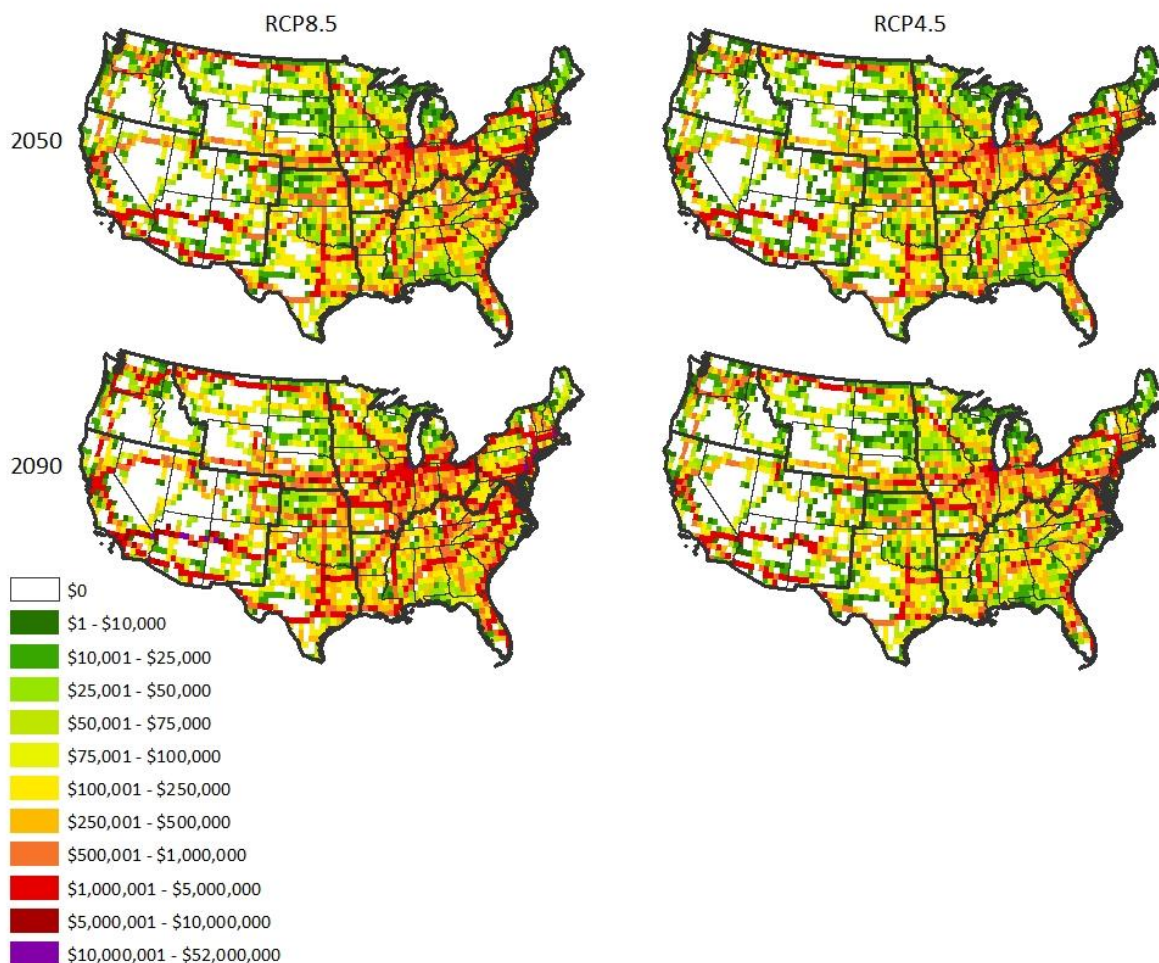 RCP8.5
RCP4.5
2050
2090
$0
$1 - $10,000
$10,001 - $25,000
$25,001 - $50,000
$50,001 - $75,000
$75,001 - $100,000
$100,001 - $250,000
$250,001 - $500,000
$500,001 - $1,000,000
$1,000,001 - $5,000,000
$5,000,001 - $10,000,000
$10,000,001 - $52,000,000